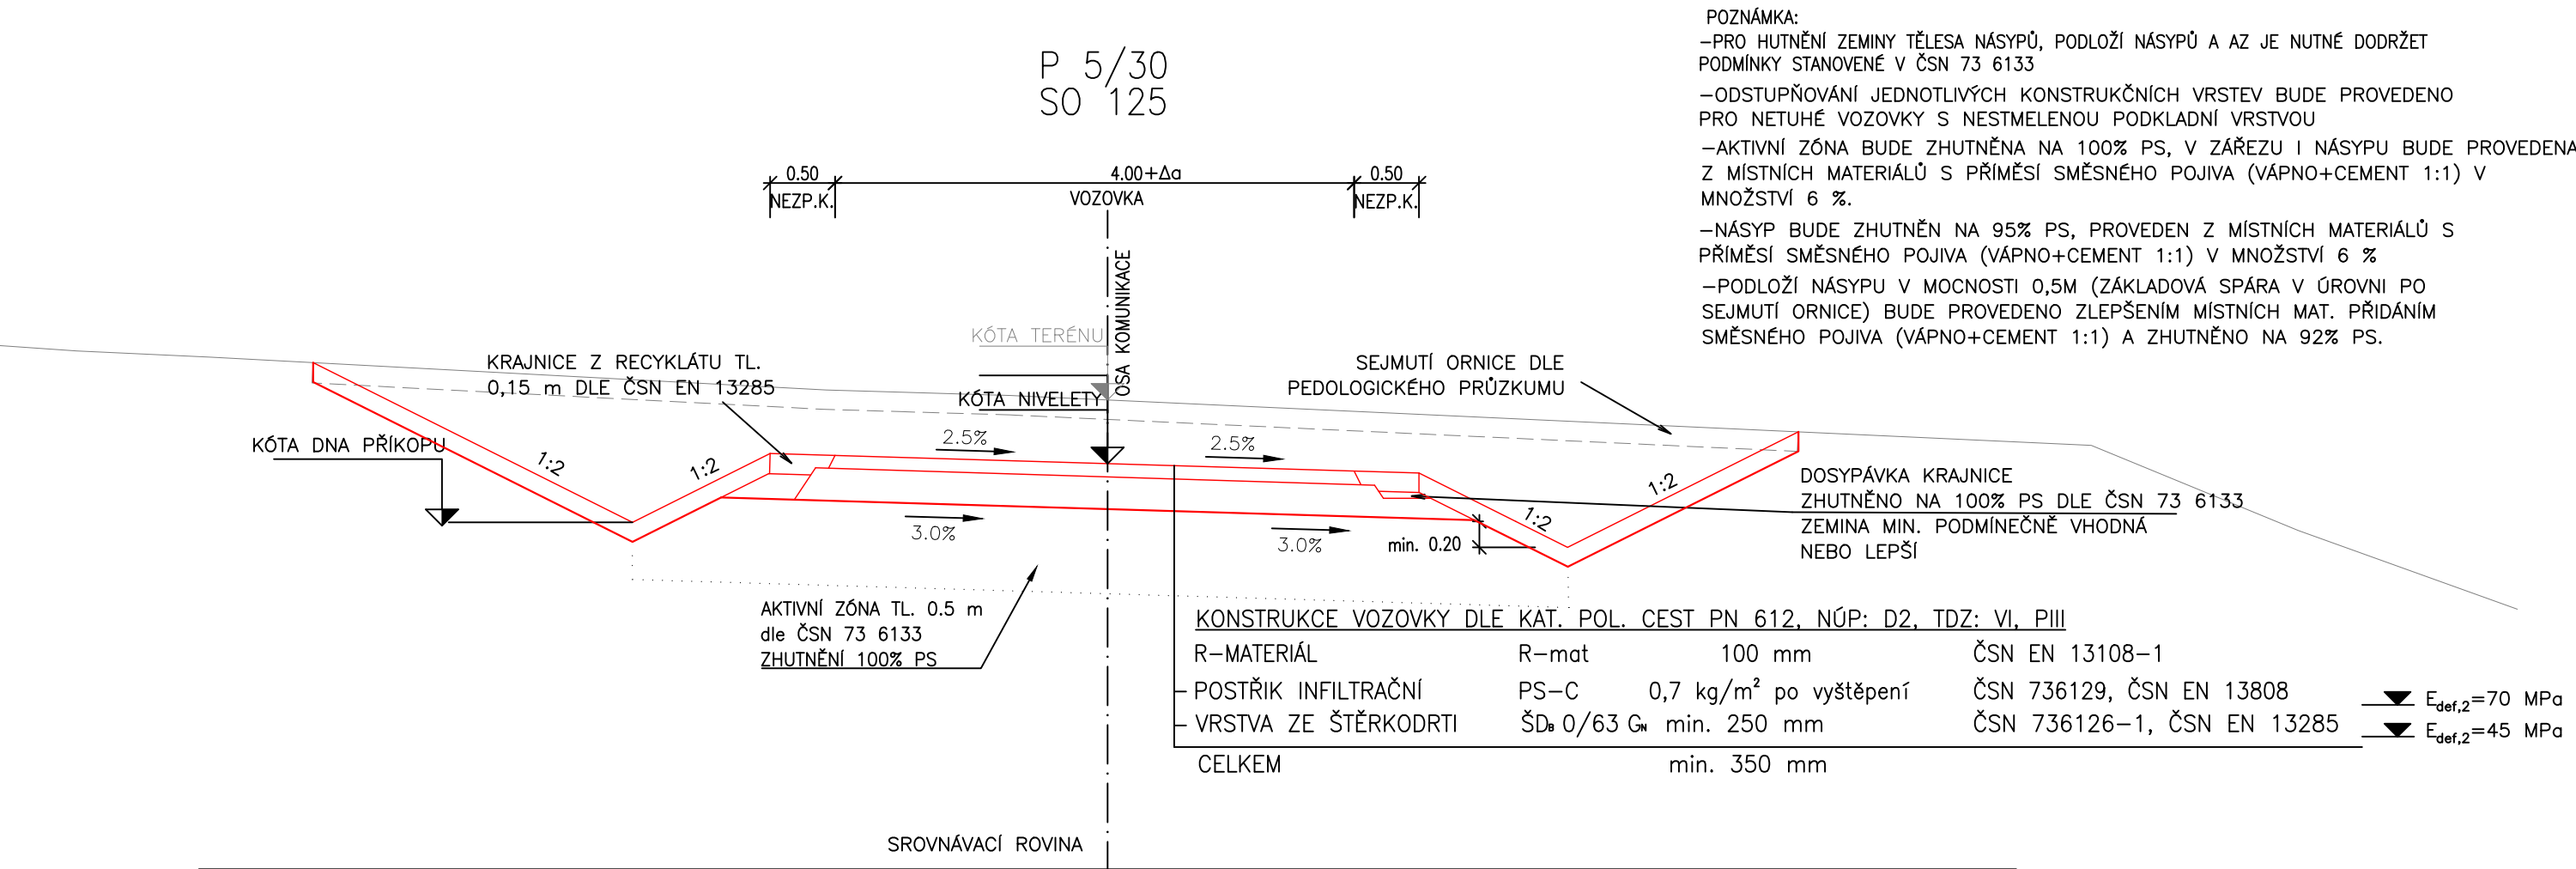 P 5/30
SO 125
POZNÁMKA:
-PRO HUTNĚNÍ ZEMINY TĚLESA NÁSYPŮ, PODLOŽÍ NÁSYPŮ A AZ JE NUTNÉ DODRŽET
PODMÍNKY STANOVENÉ V ČSN 73 6133
-ODSTUPŇOVÁNÍ JEDNOTLIVÝCH KONSTRUKČNÍCH VRSTEV BUDE PROVEDENO
PRO NETUHÉ VOZOVKY S NESTMELENOU PODKLADNÍ VRSTVOU
-AKTIVNÍ ZÓNA BUDE ZHUTNĚNA NA 100% PS, V ZÁŘEZU I NÁSYPU BUDE PROVEDENA
Z MÍSTNÍCH MATERIÁLŮ S PŘÍMĚSÍ SMĚSNÉHO POJIVA (VÁPNO+CEMENT 1:1) V
MNOŽSTVÍ 6 %.
-NÁSYP BUDE ZHUTNĚN NA 95% PS, PROVEDEN Z MÍSTNÍCH MATERIÁLŮ S
PŘÍMĚSÍ SMĚSNÉHO POJIVA (VÁPNO+CEMENT 1:1) V MNOŽSTVÍ 6 %
-PODLOŽÍ NÁSYPU V MOCNOSTI 0,5M (ZÁKLADOVÁ SPÁRA V ÚROVNI PO
SEJMUTÍ ORNICE) BUDE PROVEDENO ZLEPŠENÍM MÍSTNÍCH MAT. PŘIDÁNÍM
SMĚSNÉHO POJIVA (VÁPNO+CEMENT 1:1) A ZHUTNĚNO NA 92% PS.
0.50 4.00+Δa 0.50
NEZP.K. VOZOVKA NEZP.K.
OSA KOMUNIKACE
KÓTA TERÉNU
KÓTA NIVELETY
KRAJNICE Z RECYKLÁTU TL.
0,15 m DLE ČSN EN 13285
SEJMUTÍ ORNICE DLE
PEDOLOGICKÉHO PRŮZKUMU
KÓTA DNA PŘÍKOPU
1:2 1:2 2.5% 2.5% 1:2 1:2
3.0% 3.0% min. 0.20
DOSYPÁVKA KRAJNICE
ZHUTNĚNO NA 100% PS DLE ČSN 73 6133
ZEMINA MIN. PODMÍNEČNĚ VHODNÁ
NEBO LEPŠÍ
AKTIVNÍ ZÓNA TL. 0.5 m
dle ČSN 73 6133
ZHUTNĚNÍ 100% PS
KONSTRUKCE VOZOVKY DLE KAT. POL. CEST PN 612, NÚP: D2, TDZ: VI, PIII
R-MATERIÁL R-mat 100 mm ČSN EN 13108-1
POSTŘIK INFILTRAČNÍ PS-C 0,7 kg/m² po vyštěpení ČSN 736129, ČSN EN 13808 Edef,2=70 MPa
VRSTVA ZE ŠTĚRKODRTI ŠDB 0/63 GN min. 250 mm ČSN 736126-1, ČSN EN 13285 Edef,2=45 MPa
CELKEM min. 350 mm
SROVNÁVACÍ ROVINA